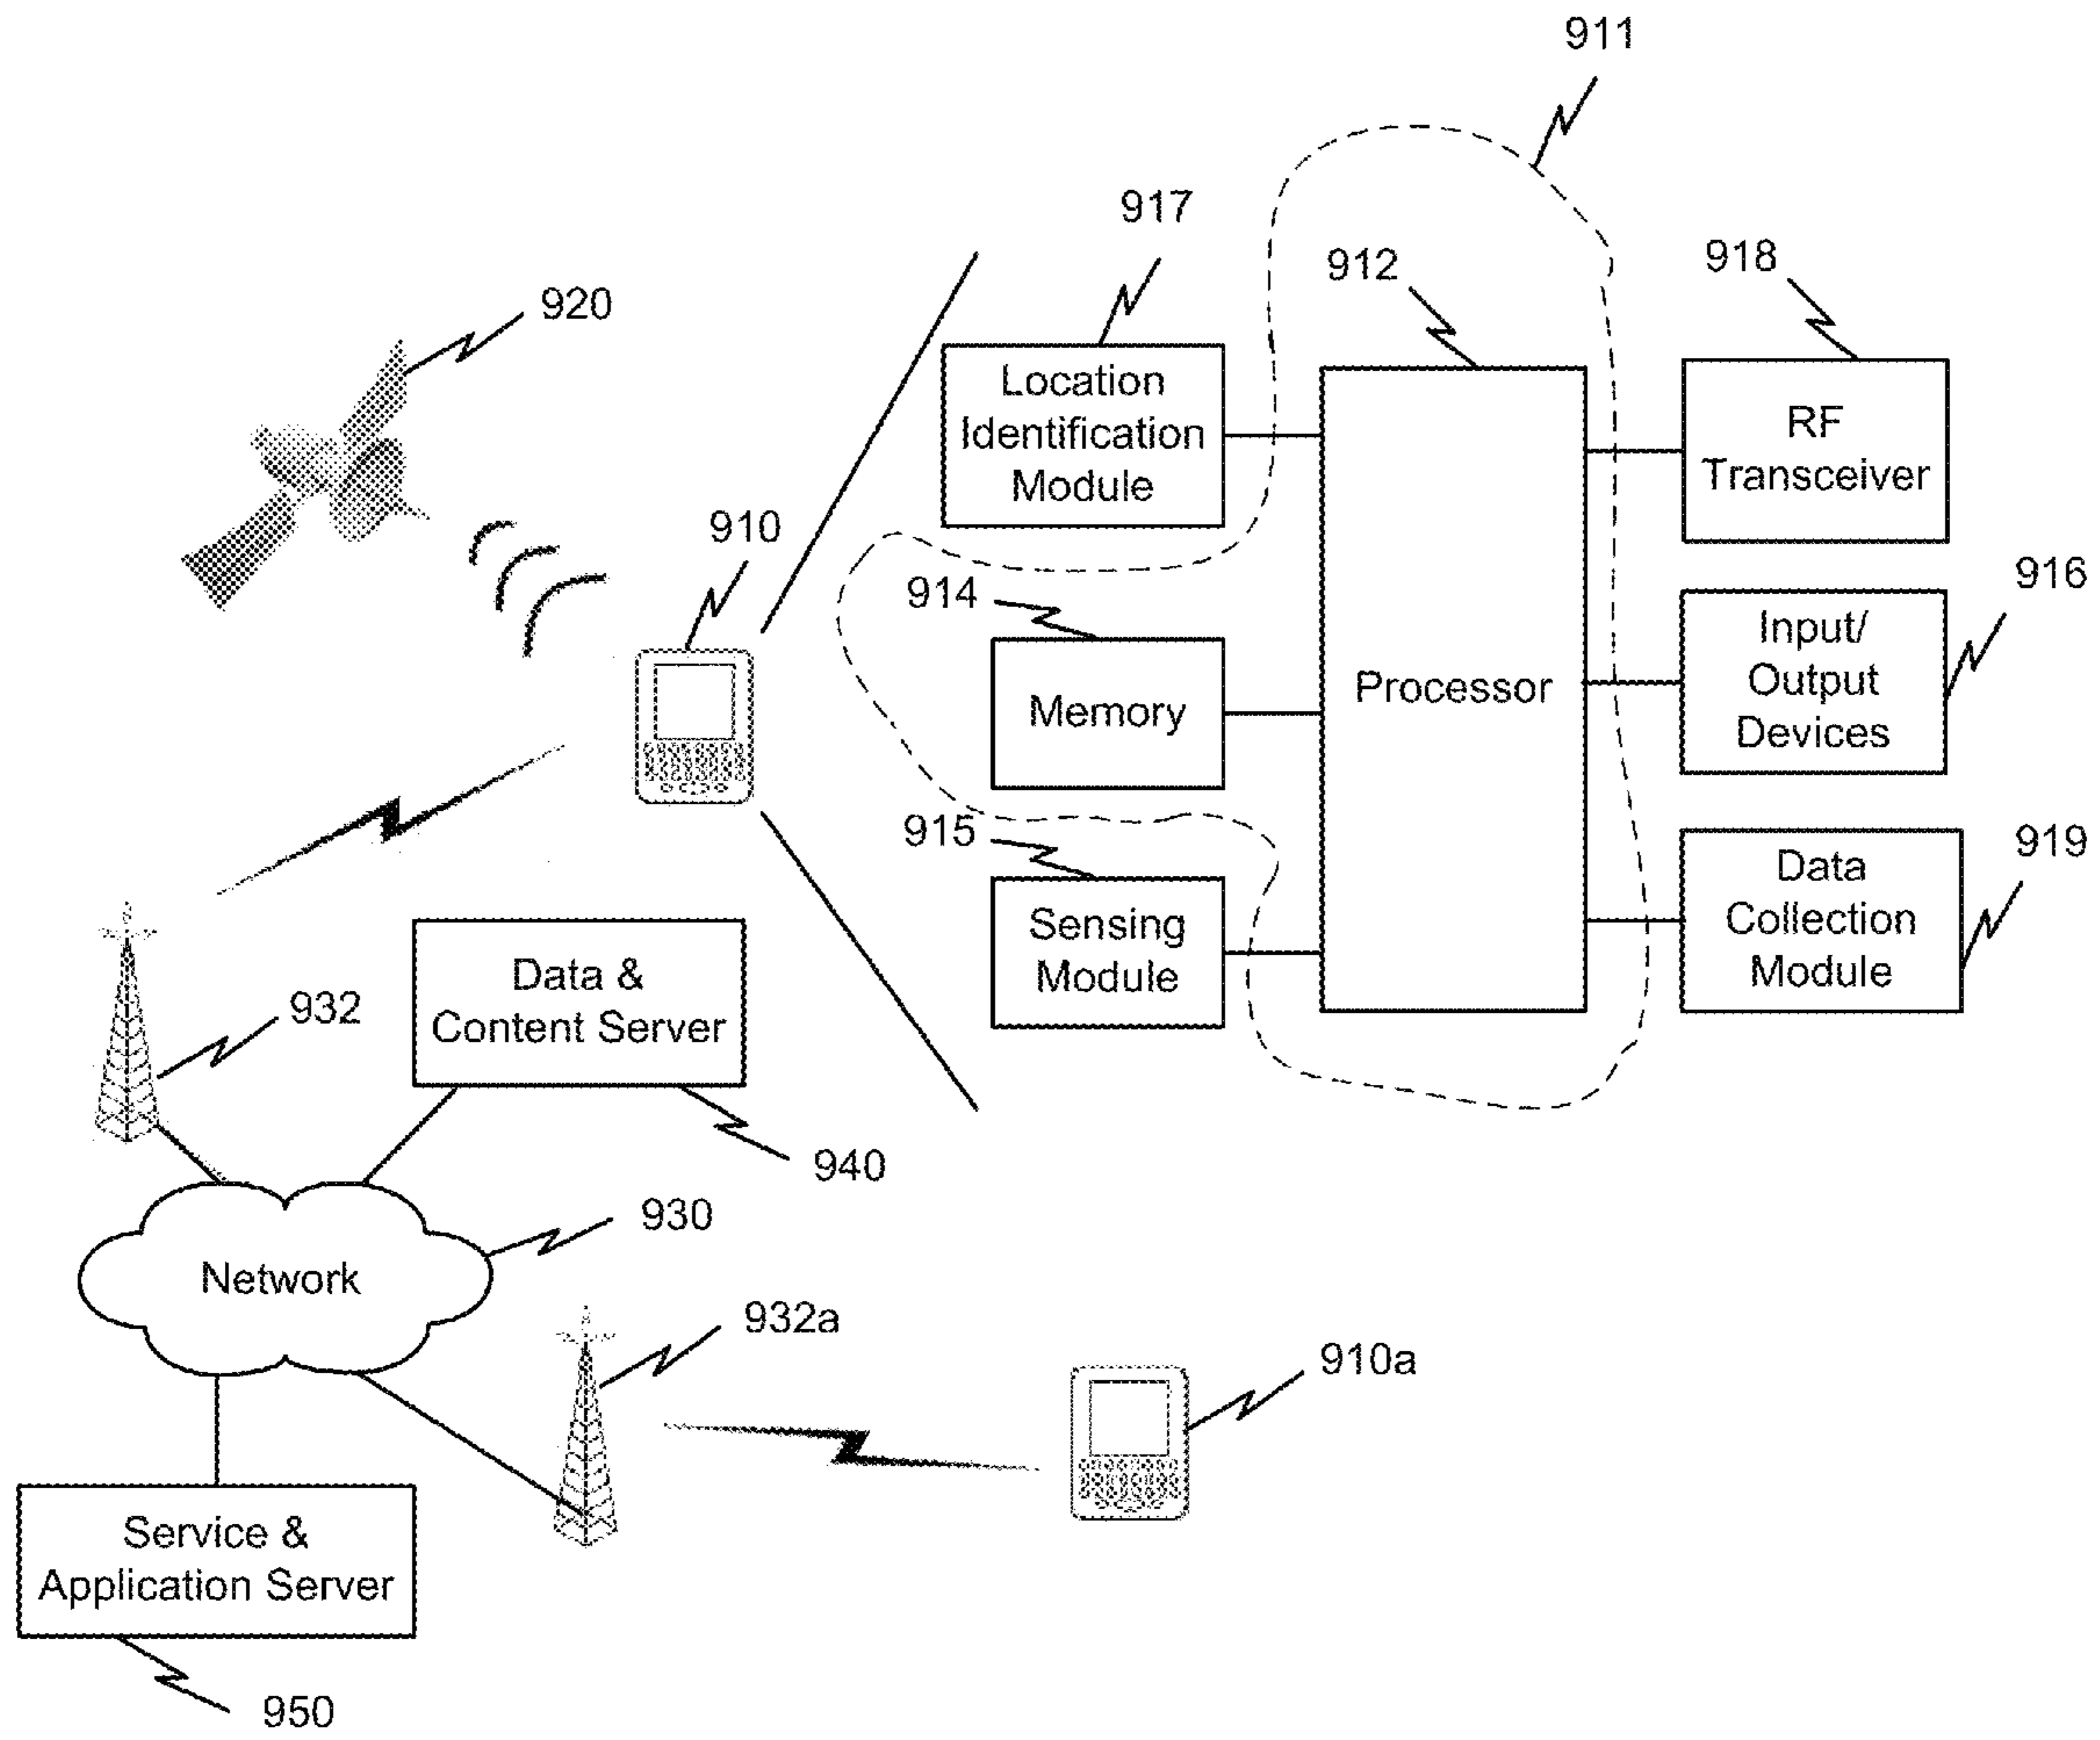 911
917
918
912
920
Location
Identification
Module
RF
Transceiver
910
914
916
Input/
Output
Devices
Memory
Processor
915
919
Sensing
Module
Data
Collection
Module
932
Data &
Content Server
940
930
Network
932a
910a
Service &
Application Server
950